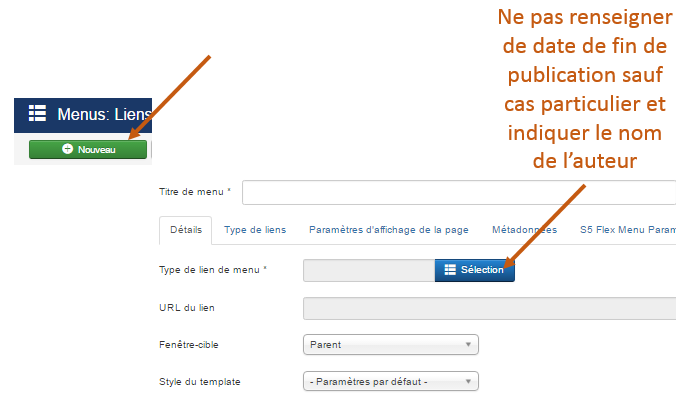 Ne pas renseigner
de date de fin de
publication sauf
cas particulier et
indiquer le nom
de l’auteur
Menus: Liens
Nouveau
Titre de menu *
Détails Type de liens Paramètres d'affichage de la page Métadonnées S5 Flex Menu Param
Type de lien de menu * Sélection
URL du lien
Fenêtre-cible Parent
Style du template - Paramètres par défaut -